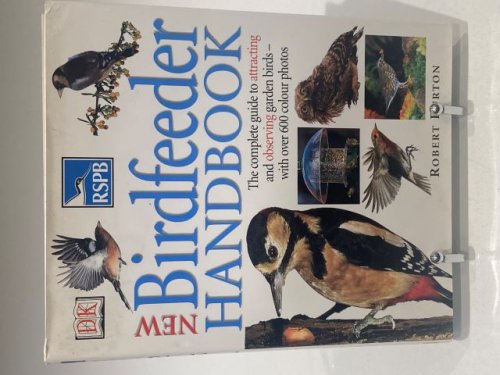 NEW Birdfeeder
HANDBOOK
The complete guide to attracting
and observing garden birds –
with over 600 colour photos
RSPB
DK
ROBERT BURTON